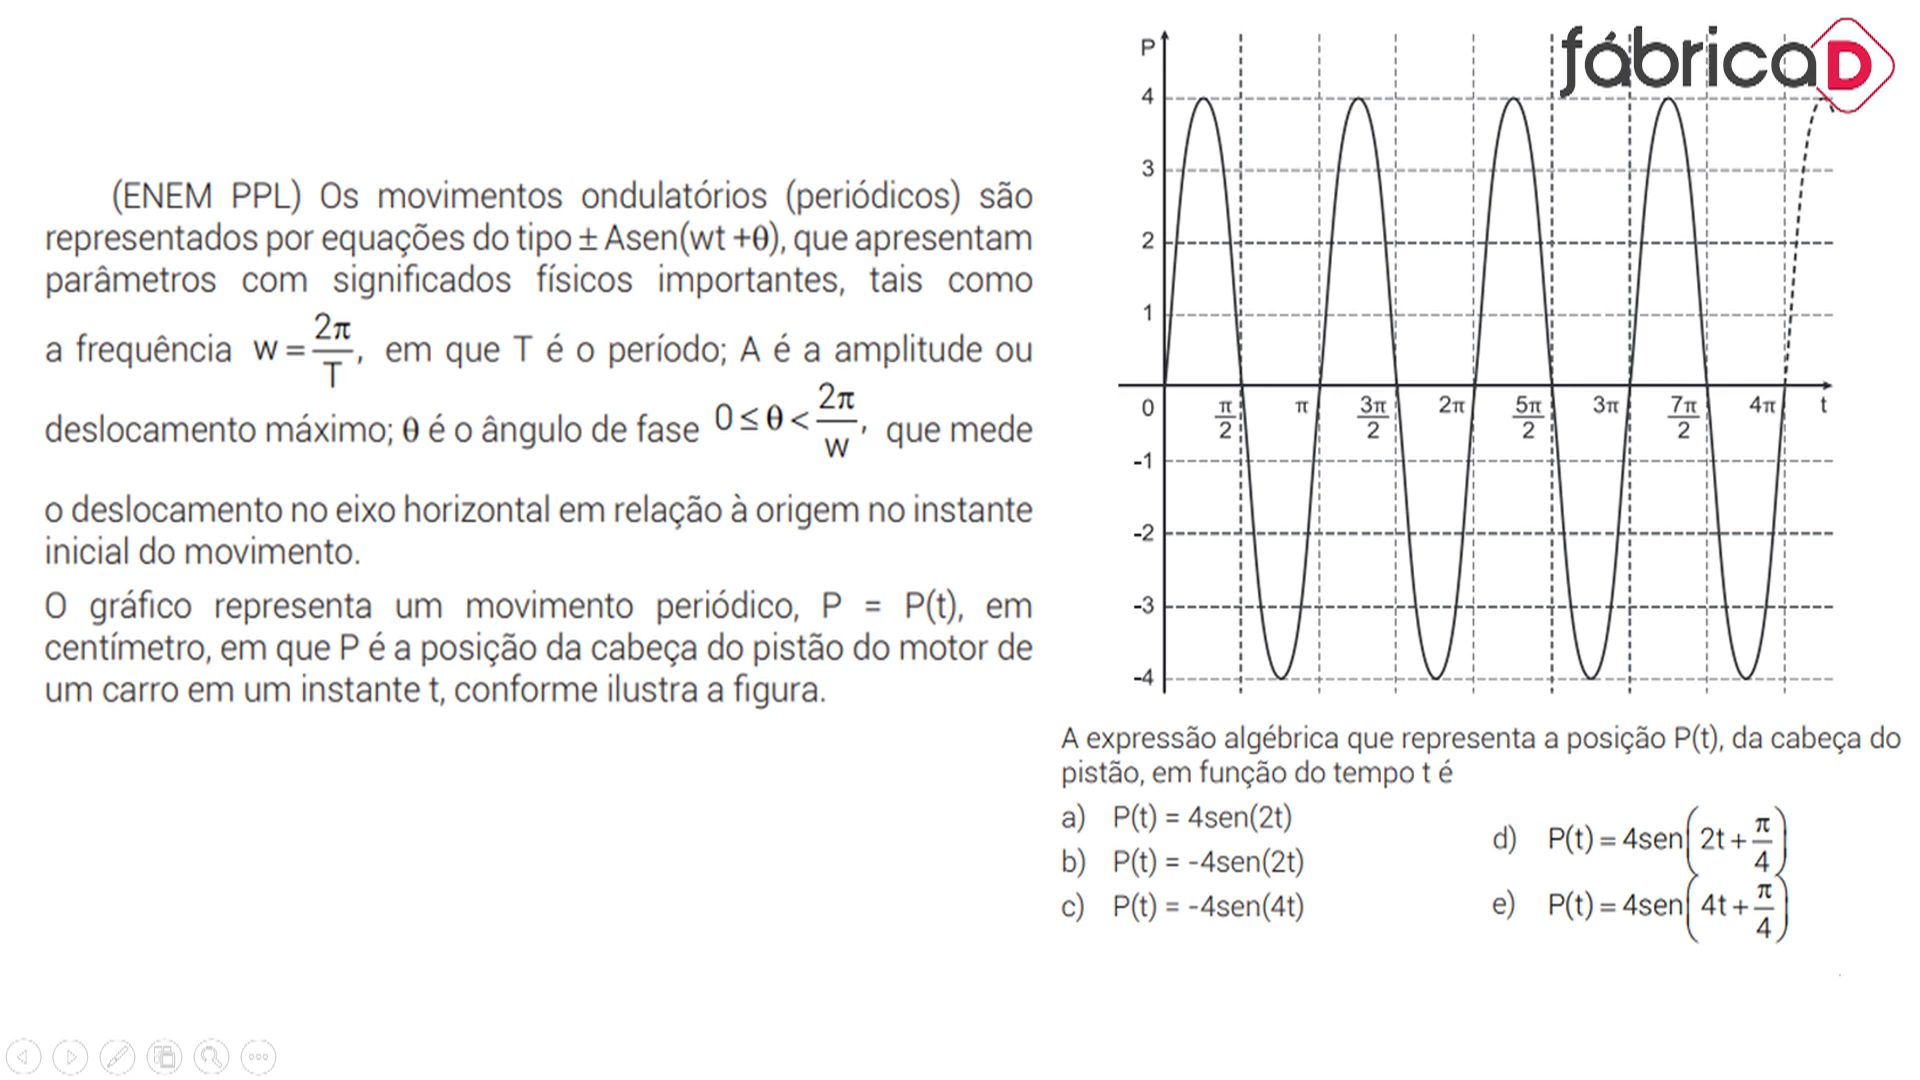 (ENEM PPL) Os movimentos ondulatórios (periódicos) são
representados por equações do tipo ± Asen(wt +θ), que apresentam
parâmetros com significados físicos importantes, tais como
a frequência w = 2π/T, em que T é o período; A é a amplitude ou
deslocamento máximo; θ é o ângulo de fase 0 ≤ θ < 2π/w, que mede
o deslocamento no eixo horizontal em relação à origem no instante
inicial do movimento.
O gráfico representa um movimento periódico, P = P(t), em
centímetro, em que P é a posição da cabeça do pistão do motor de
um carro em um instante t, conforme ilustra a figura.
fábricaD
P
4
3
2
1
0 π/2 π 3π/2 2π 5π/2 3π 7π/2 4π t
-1
-2
-3
-4
A expressão algébrica que representa a posição P(t), da cabeça do
pistão, em função do tempo t é
a) P(t) = 4sen(2t)
b) P(t) = -4sen(2t)
c) P(t) = -4sen(4t)
d) P(t) = 4sen(2t + π/4)
e) P(t) = 4sen(4t + π/4)